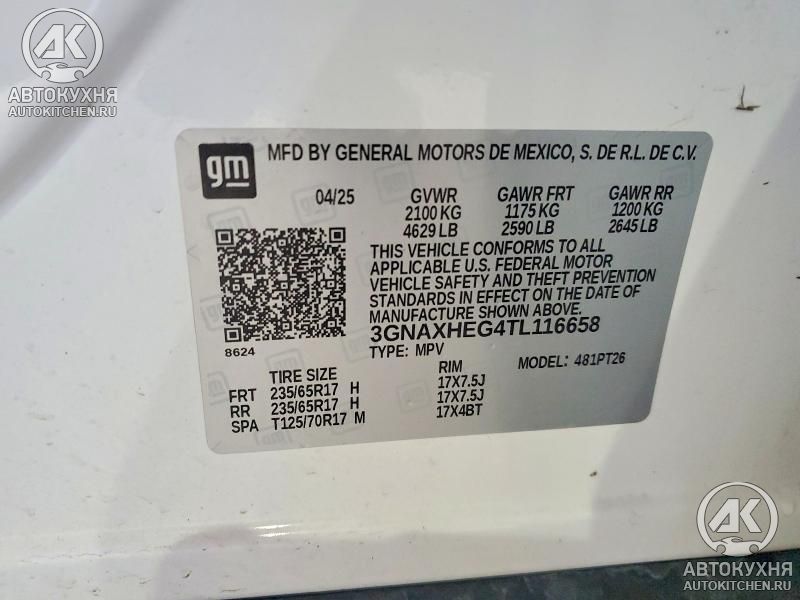 AK
АВТОКУХНЯ
AUTOKITCHEN.RU
gm MFD BY GENERAL MOTORS DE MEXICO, S. DE R.L. DE C.V.
04/25 GVWR GAWR FRT GAWR RR
2100 KG 1175 KG 1200 KG
4629 LB 2590 LB 2645 LB
THIS VEHICLE CONFORMS TO ALL
APPLICABLE U.S. FEDERAL MOTOR
VEHICLE SAFETY AND THEFT PREVENTION
STANDARDS IN EFFECT ON THE DATE OF
MANUFACTURE SHOWN ABOVE.
3GNAXHEG4TL116658
8624 TYPE: MPV MODEL: 481PT26
TIRE SIZE RIM
FRT 235/65R17 H 17X7.5J
RR 235/65R17 H 17X7.5J
SPA T125/70R17 M 17X4BT
AK
АВТОКУХНЯ
AUTOKITCHEN.RU